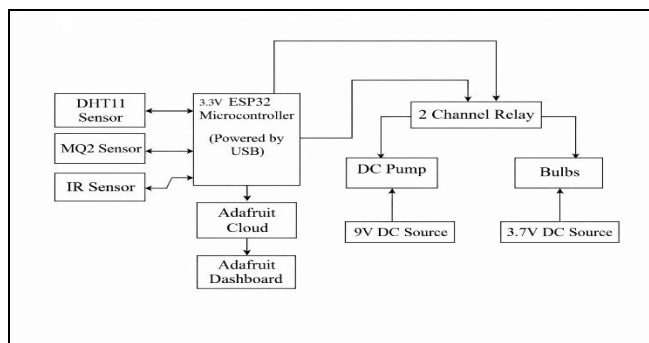 DHT11
Sensor
MQ2 Sensor
IR Sensor
3.3V ESP32
Microcontroller
(Powered by
USB)
Adafruit
Cloud
Adafruit
Dashboard
2 Channel Relay
DC Pump
Bulbs
9V DC Source
3.7V DC Source